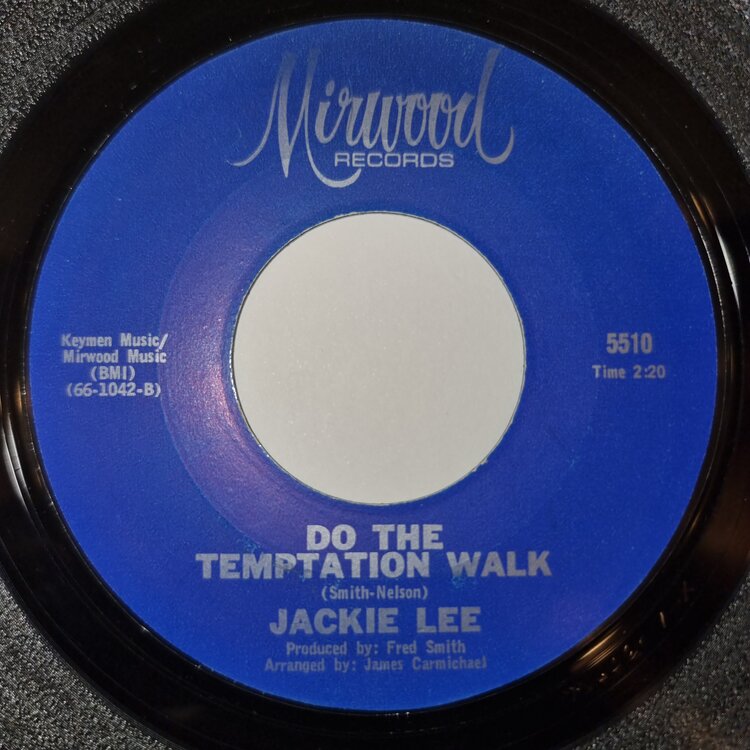 Mirwood
RECORDS
Keymen Music/
Mirwood Music
(BMI)
(66-1042-B)
5510
Time 2:20
DO THE
TEMPTATION WALK
(Smith-Nelson)
JACKIE LEE
Produced by: Fred Smith
Arranged by: James Carmichael